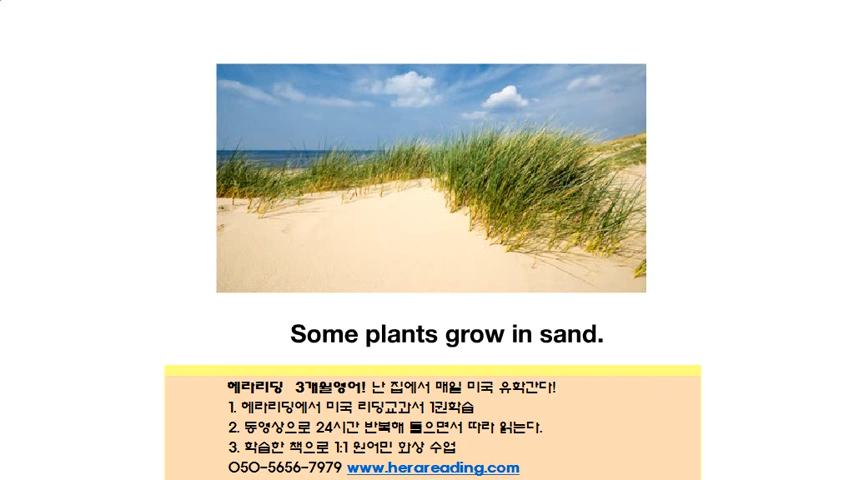 Some plants grow in sand.
헤라리딩 3개월영어! 난 집에서 매일 미국 유학간다!
1. 헤라리딩에서 미국 리딩교과서 1권학습
2. 동영상으로 24시간 반복해 들으면서 따라 읽는다.
3. 학습한 책으로 1:1 원어민 화상 수업
050-5656-7979 www.herareading.com